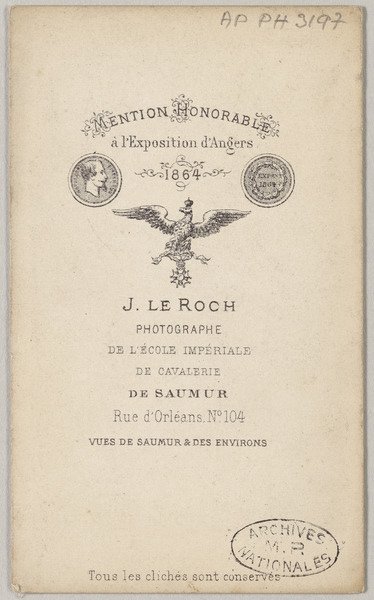 AP PH 3197
MENTION HONORABLE
à l'Exposition d'Angers
1864
J. LE ROCH
PHOTOGRAPHE
DE L'ÉCOLE IMPÉRIALE
DE CAVALERIE
DE SAUMUR
Rue d'Orléans. Nº 104
VUES DE SAUMUR & DES ENVIRONS
ARCHIVES
M. P.
NATIONALES
Tous les clichés sont conservés